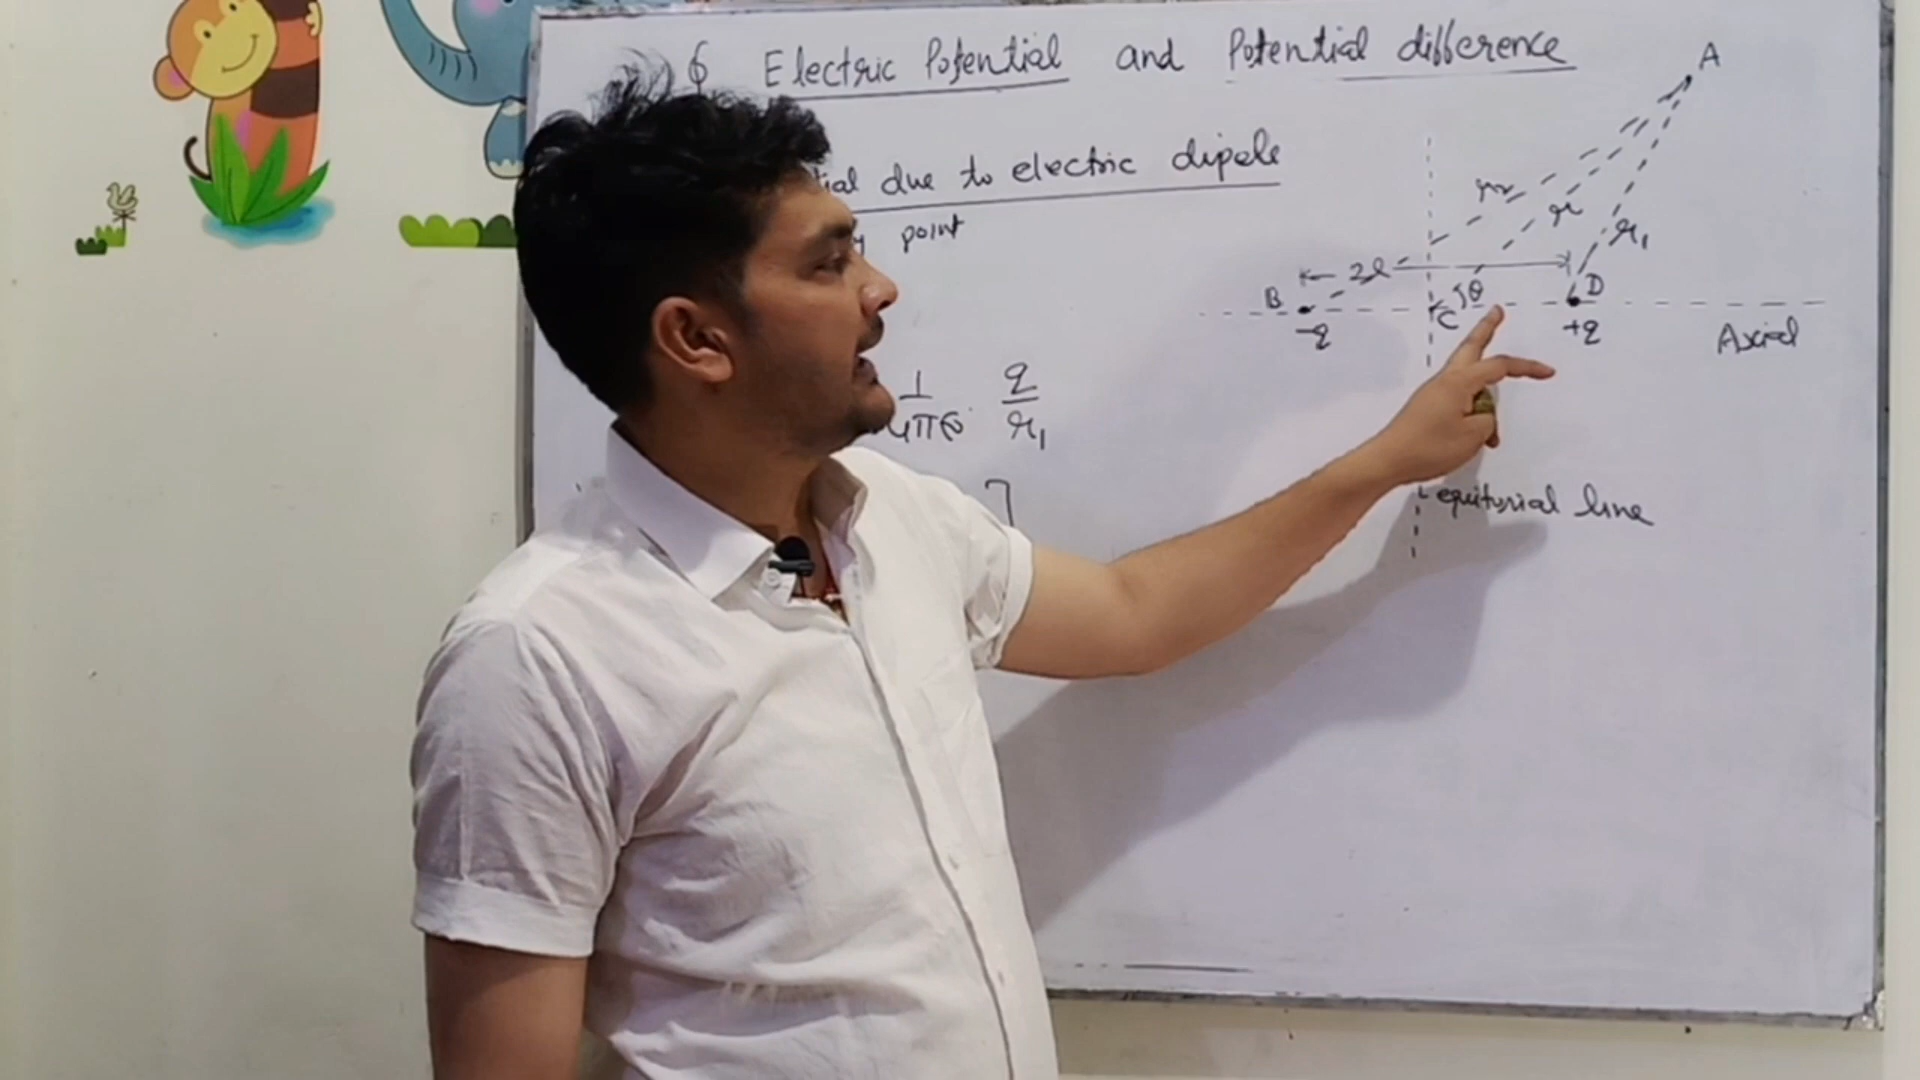 6 Electric Potential and Potential difference
tial due to electric dipole
y point
1/4πε₀ · q/r₁
A
r₂
r
r₁
2l
B
C
θ
D
-q
+q
Axial
equitorial line